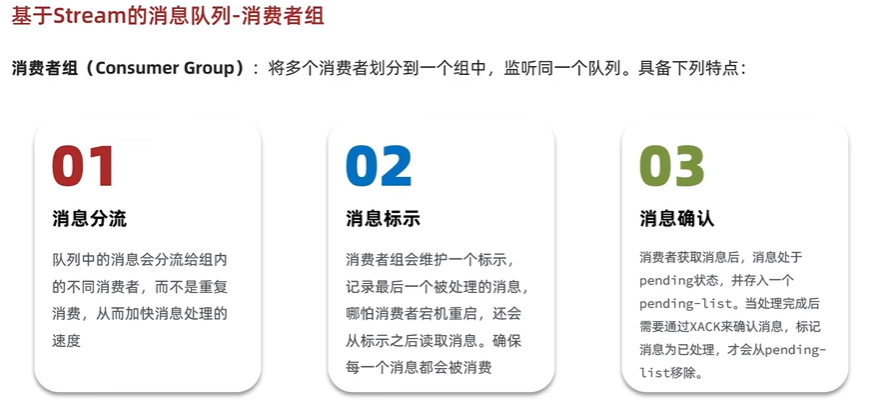 基于Stream的消息队列-消费者组
消费者组（Consumer Group）：将多个消费者划分到一个组中，监听同一个队列。具备下列特点：
01
消息分流
队列中的消息会分流给组内
的不同消费者，而不是重复
消费，从而加快消息处理的
速度
02
消息标示
消费者组会维护一个标示，
记录最后一个被处理的消息，
哪怕消费者宕机重启，还会
从标示之后读取消息。确保
每一个消息都会被消费
03
消息确认
消费者获取消息后，消息处于
pending状态，并存入一个
pending-list。当处理完成后
需要通过XACK来确认消息，标记
消息为已处理，才会从pending-
list移除。